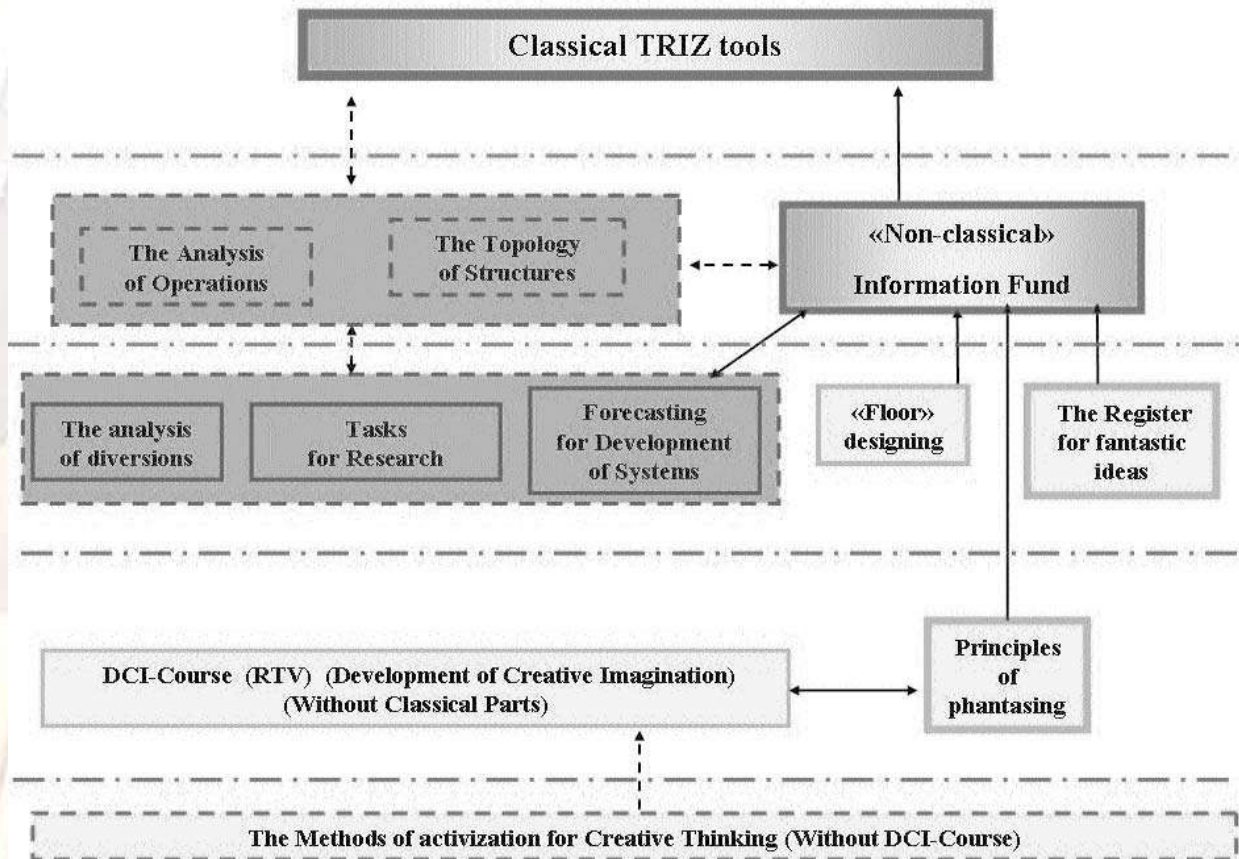 Classical TRIZ tools
The Analysis
of Operations
The Topology
of Structures
«Non-classical»
Information Fund
The analysis
of diversions
Tasks
for Research
Forecasting
for Development
of Systems
«Floor»
designing
The Register
for fantastic
ideas
DCI-Course (RTV) (Development of Creative Imagination)
(Without Classical Parts)
Principles
of
phantasing
The Methods of activization for Creative Thinking (Without DCI-Course)